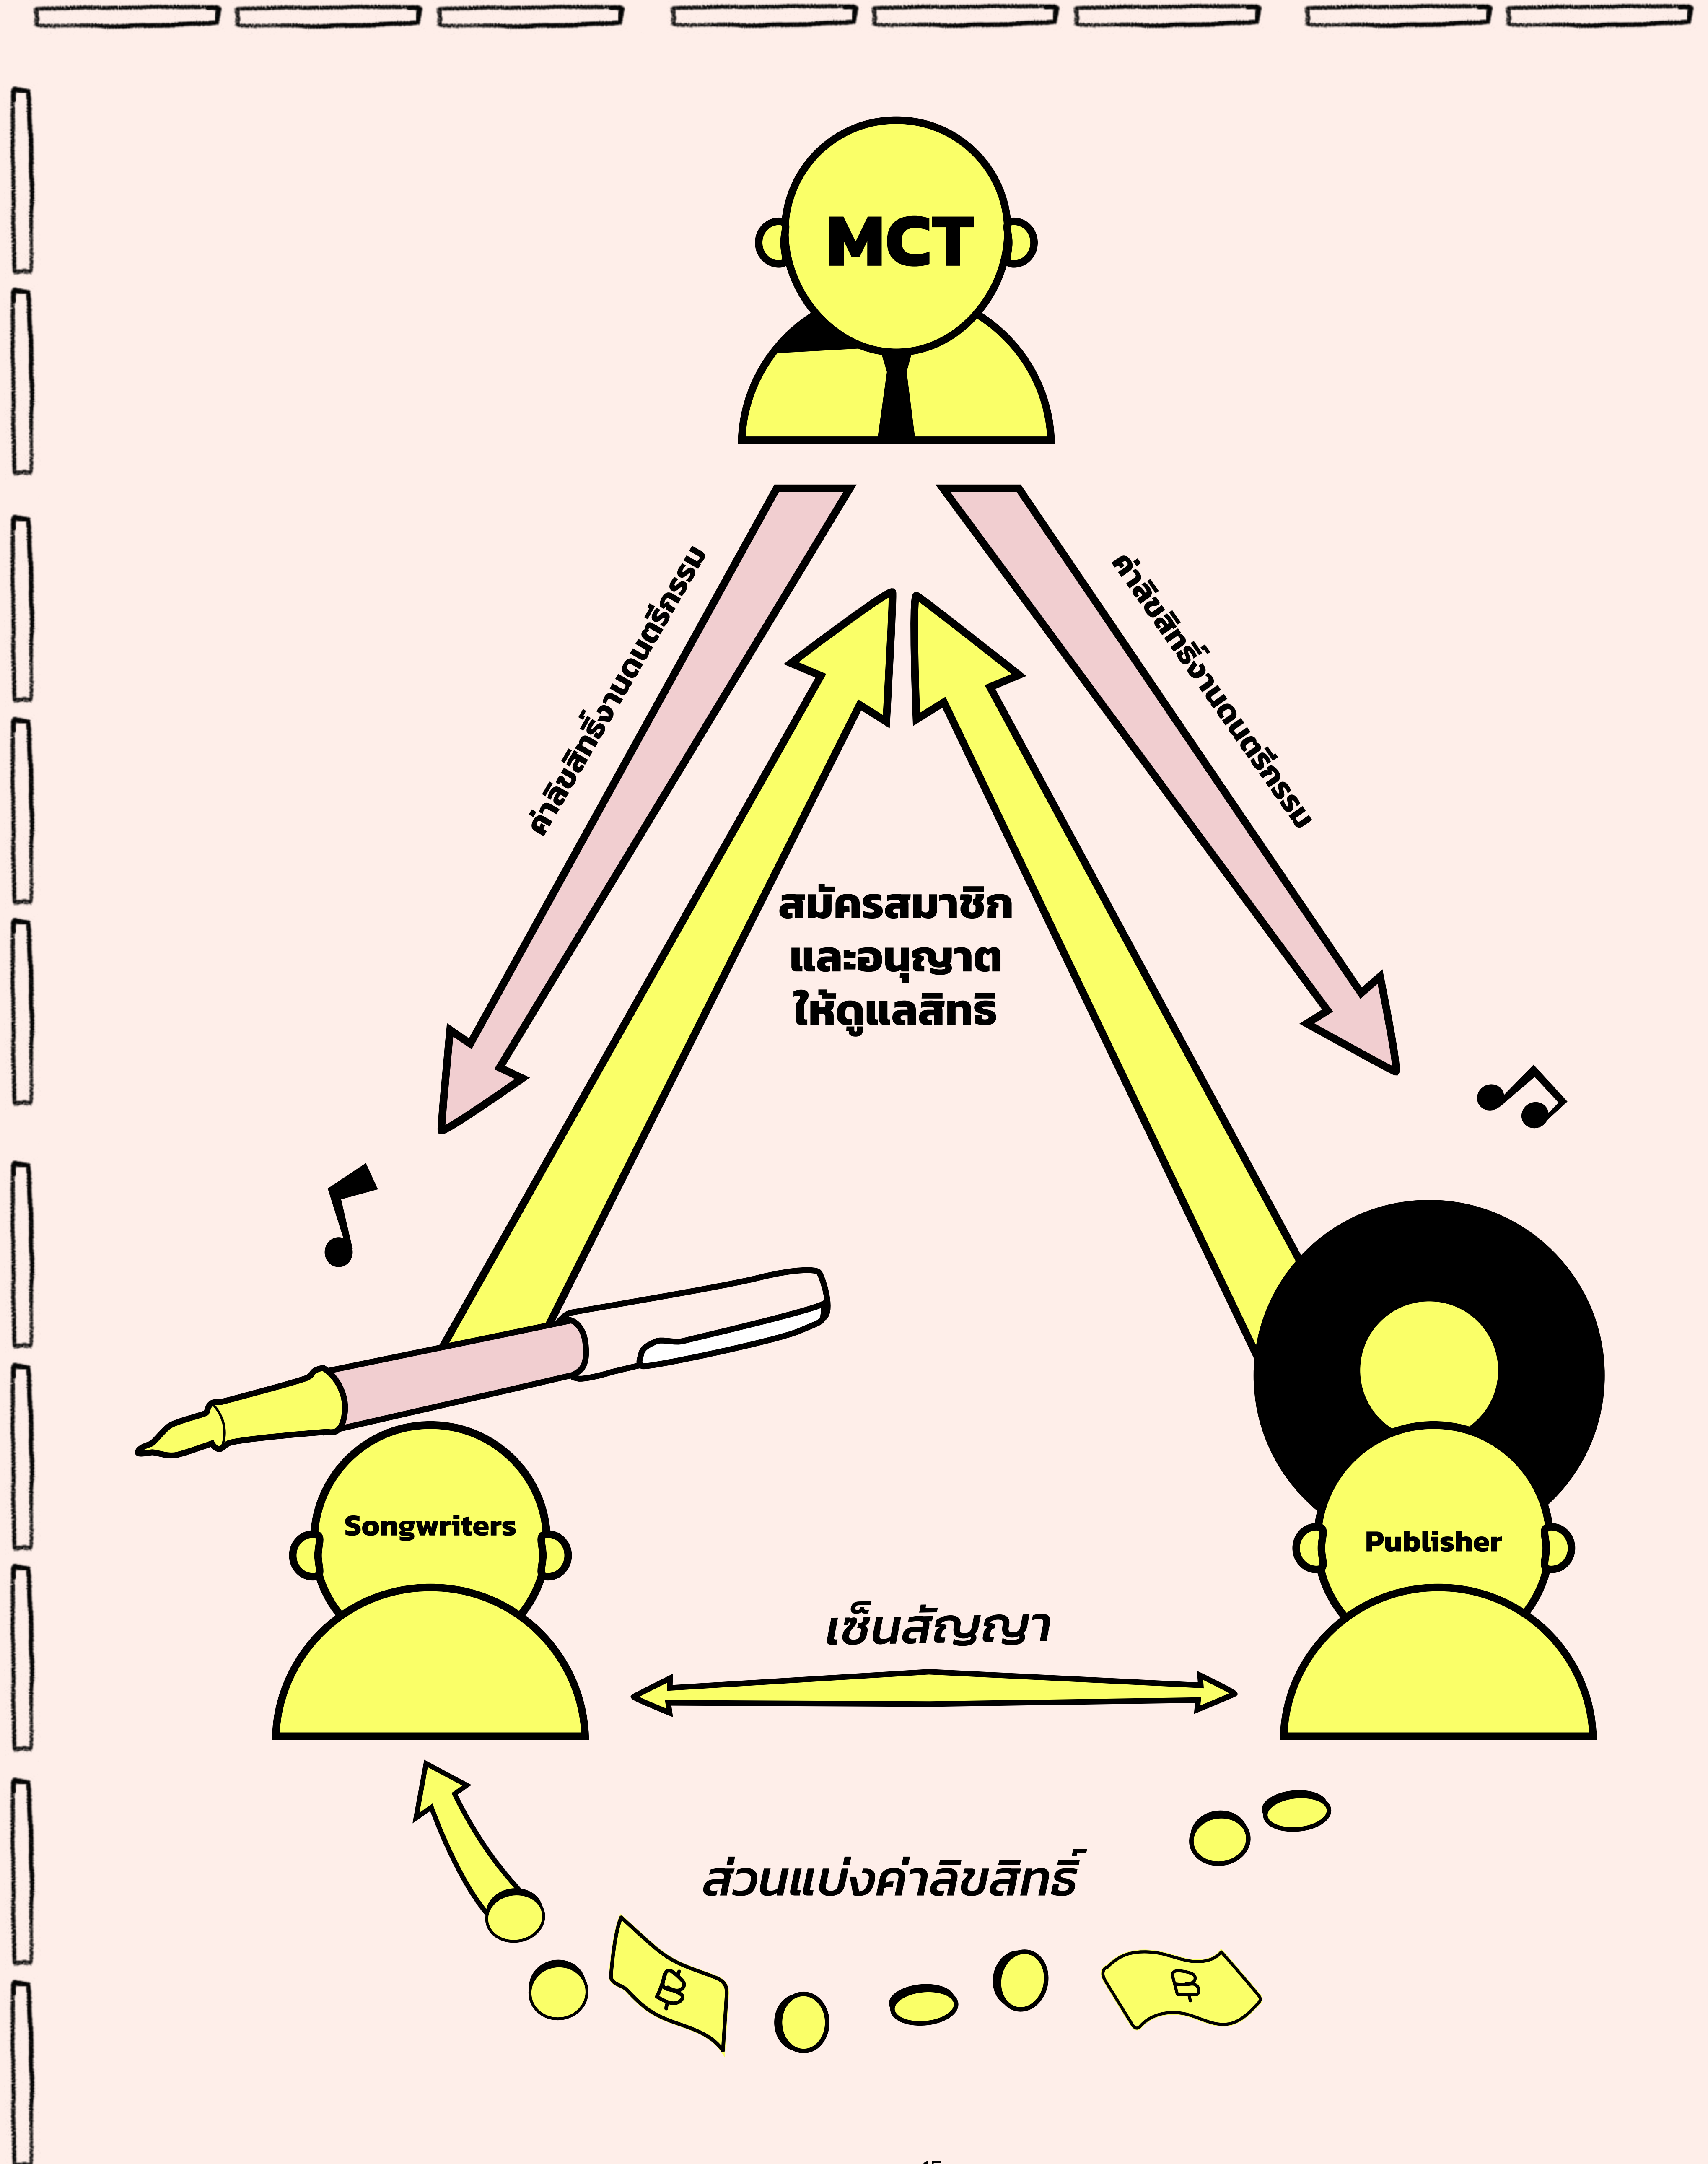 MCT
ค่าลิขสิทธิ์งานดนตรีกรรม
ค่าลิขสิทธิ์งานดนตรีกรรม
สมัครสมาชิก
และอนุญาต
ให้ดูแลสิทธิ
Songwriters
Publisher
เซ็นสัญญา
ส่วนแบ่งค่าลิขสิทธิ์
฿
฿